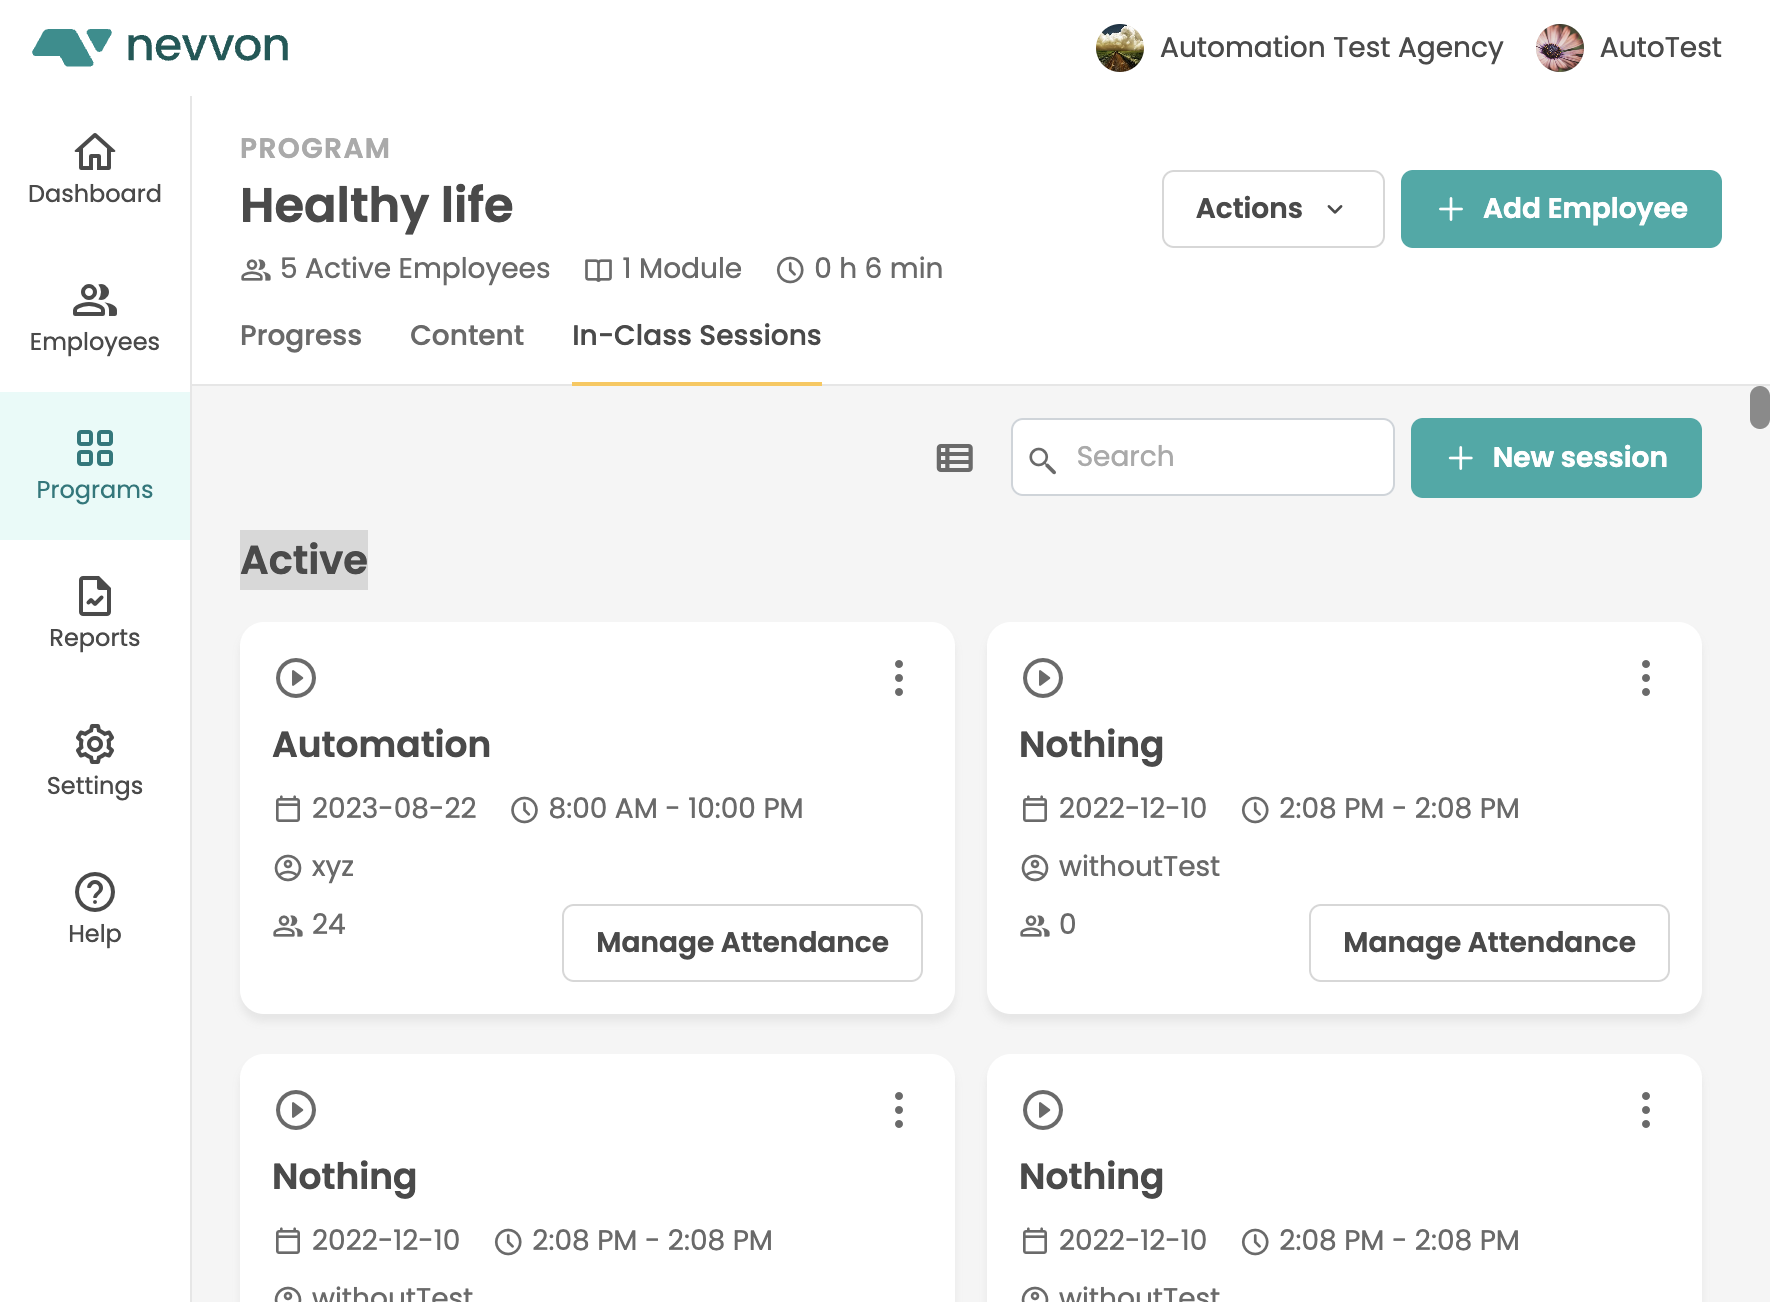 nevvon
Automation Test Agency
AutoTest
Dashboard
Employees
Programs
Reports
Settings
Help
PROGRAM
Healthy life
5 Active Employees 1 Module 0 h 6 min
Actions
+ Add Employee
Progress Content In-Class Sessions
Search
+ New session
Active
Automation
2023-08-22 8:00 AM - 10:00 PM
xyz
24
Manage Attendance
Nothing
2022-12-10 2:08 PM - 2:08 PM
withoutTest
0
Manage Attendance
Nothing
2022-12-10 2:08 PM - 2:08 PM
withoutTest
Nothing
2022-12-10 2:08 PM - 2:08 PM
withoutTest